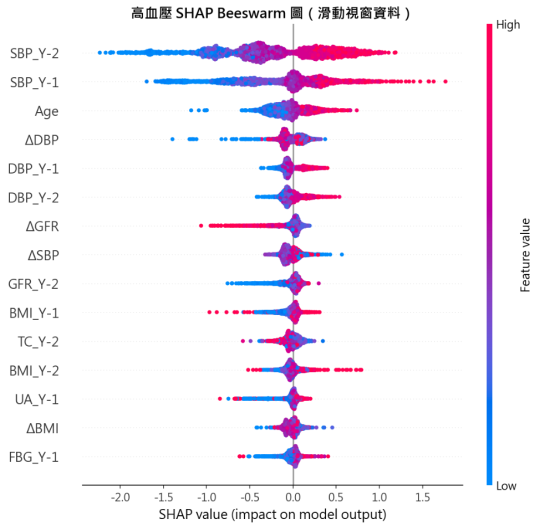 高血壓 SHAP Beeswarm 圖（滑動視窗資料）
High
SBP_Y-2
SBP_Y-1
Age
ΔDBP
DBP_Y-1
DBP_Y-2
ΔGFR
ΔSBP
GFR_Y-2
BMI_Y-1
TC_Y-2
BMI_Y-2
UA_Y-1
ΔBMI
FBG_Y-1
Feature value
Low
-2.0 -1.5 -1.0 -0.5 0.0 0.5 1.0 1.5
SHAP value (impact on model output)